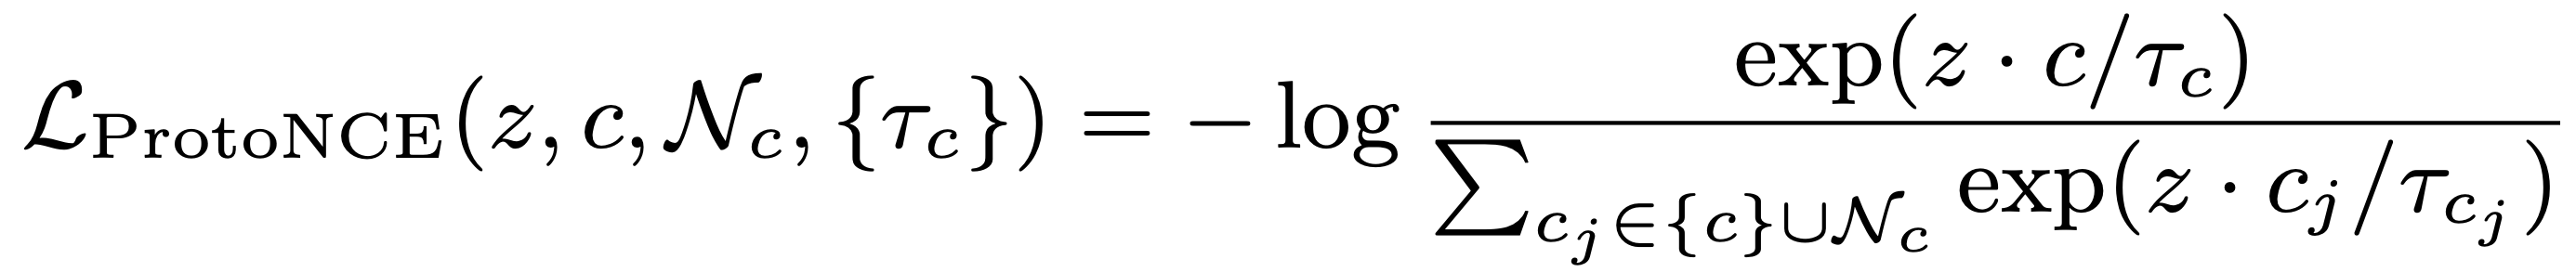 \mathcal{L}_{\text{ProtoNCE}}(z, c, \mathcal{N}_c, \{\tau_c\}) = -\log \frac{\exp(z \cdot c / \tau_c)}{\sum_{c_j \in \{c\} \cup \mathcal{N}_c} \exp(z \cdot c_j / \tau_{c_j})}